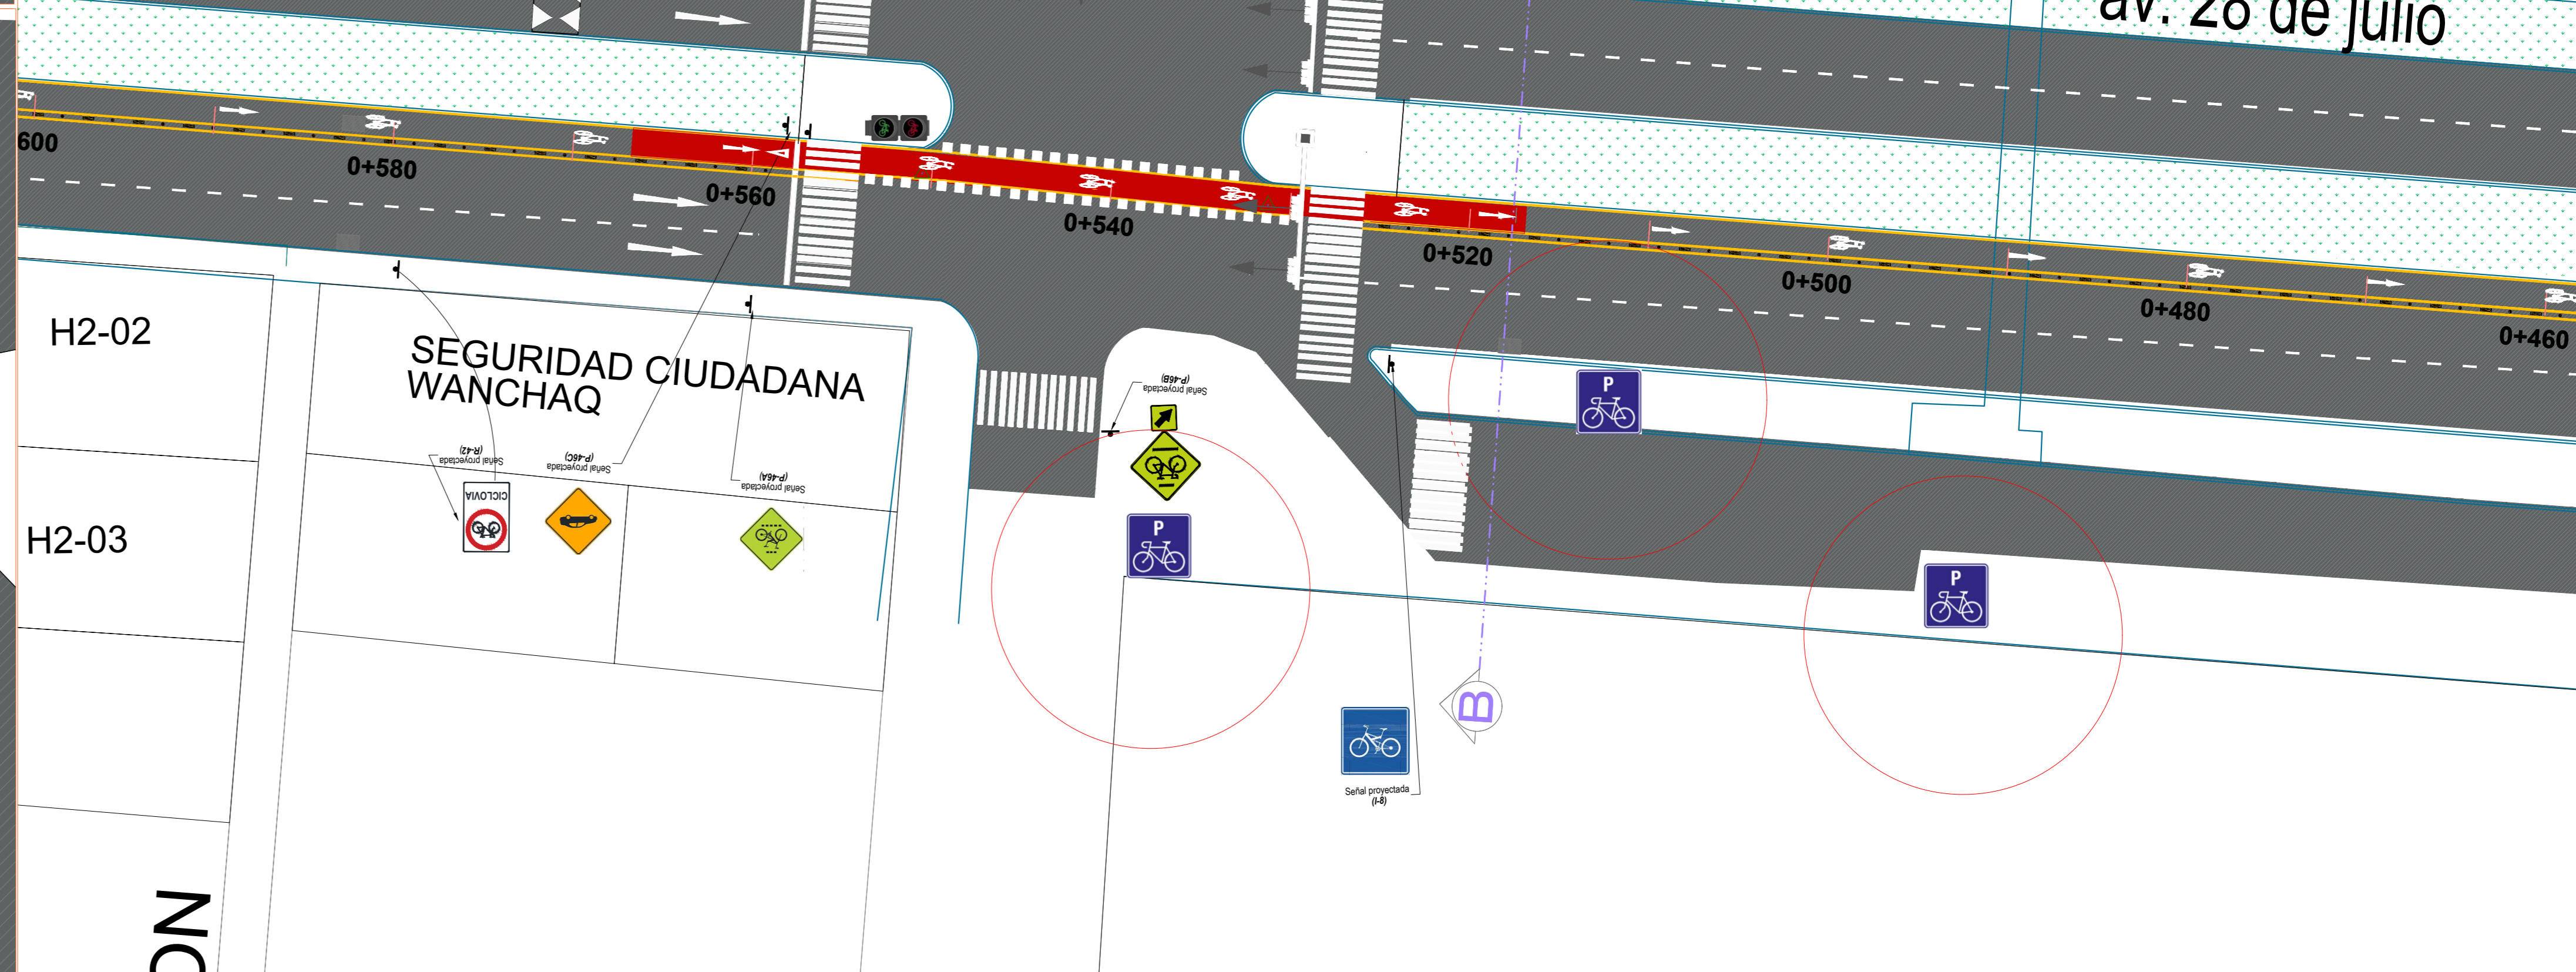 av. 28 de julio
600
0+580
0+560
0+540
0+520
0+500
0+480
0+460
H2-02
SEGURIDAD CIUDADANA
WANCHAQ
H2-03
Señal proyectada
(R-42)
CICLOVIA
Señal proyectada
(P-46C)
Señal proyectada
(P-46A)
Señal proyectada
(P-46B)
P
P
P
B
Señal proyectada
(I-8)
ON